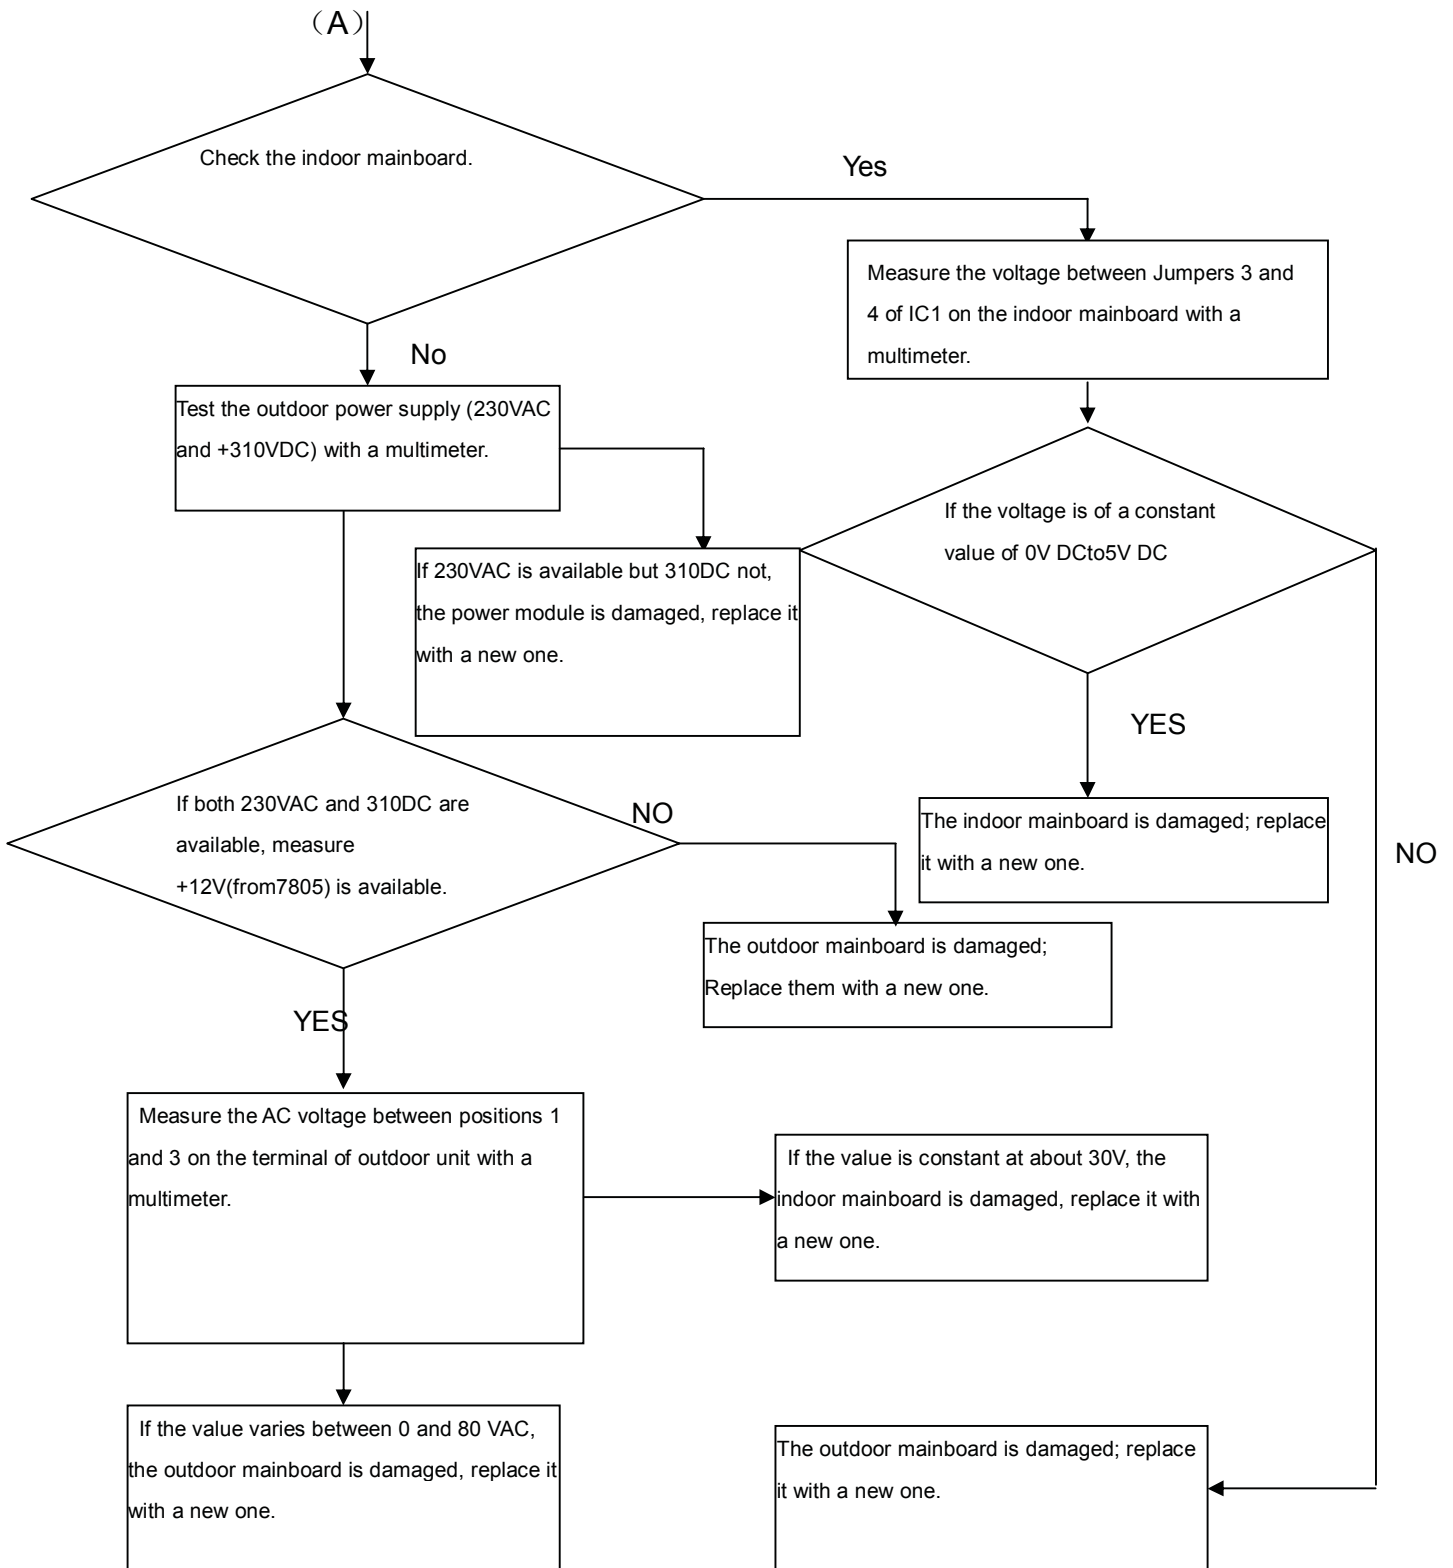 （A）
Check the indoor mainboard.
Yes
Measure the voltage between Jumpers 3 and
4 of IC1 on the indoor mainboard with a
multimeter.
No
Test the outdoor power supply (230VAC
and +310VDC) with a multimeter.
If the voltage is of a constant
value of 0V DCto5V DC
If 230VAC is available but 310DC not,
the power module is damaged, replace it
with a new one.
YES
If both 230VAC and 310DC are
available, measure
+12V(from7805) is available.
NO
The indoor mainboard is damaged; replace
it with a new one.
NO
The outdoor mainboard is damaged;
Replace them with a new one.
YES
Measure the AC voltage between positions 1
and 3 on the terminal of outdoor unit with a
multimeter.
If the value is constant at about 30V, the
indoor mainboard is damaged, replace it with
a new one.
If the value varies between 0 and 80 VAC,
the outdoor mainboard is damaged, replace it
with a new one.
The outdoor mainboard is damaged; replace
it with a new one.